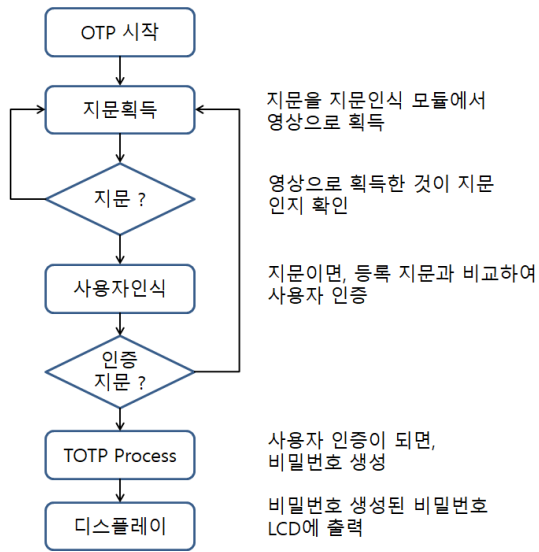 OTP 시작
지문획득
지문을 지문인식 모듈에서
영상으로 획득
지문 ?
영상으로 획득한 것이 지문
인지 확인
사용자인식
지문이면, 등록 지문과 비교하여
사용자 인증
인증
지문 ?
TOTP Process
사용자 인증이 되면,
비밀번호 생성
디스플레이
비밀번호 생성된 비밀번호
LCD에 출력